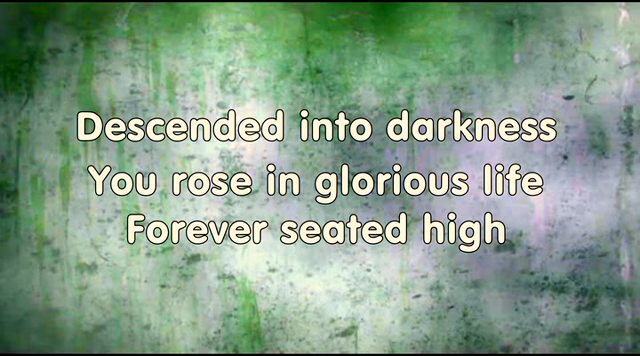 Descended into darkness
You rose in glorious life
Forever seated high